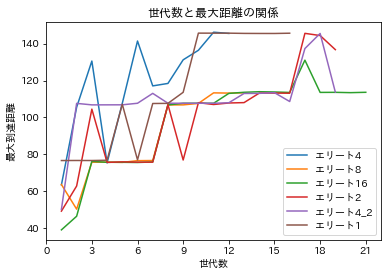 世代数と最大距離の関係
最大到達距離
140
120
100
80
60
40
0 3 6 9 12 15 18 21
世代数
エリート4
エリート8
エリート16
エリート2
エリート4_2
エリート1